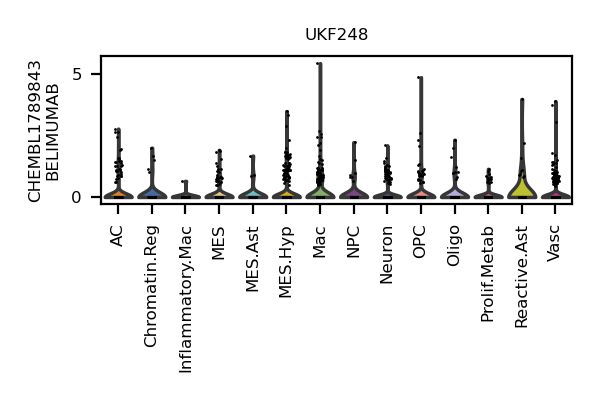 UKF248
CHEMBL1789843
BELIMUMAB
5
0
AC
Chromatin.Reg
Inflammatory.Mac
MES
MES.Ast
MES.Hyp
Mac
NPC
Neuron
OPC
Oligo
Prolif.Metab
Reactive.Ast
Vasc